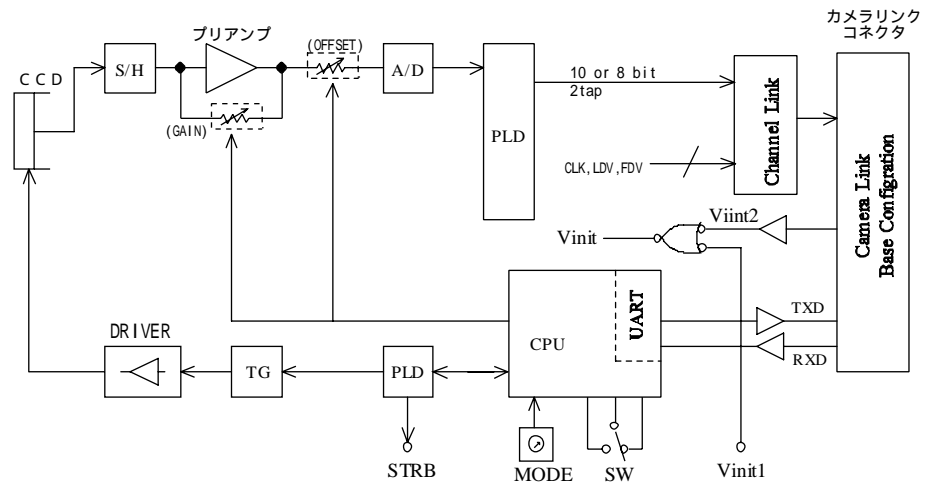 カメラリンク
コネクタ
プリアンプ
(OFFSET)
CCD
S/H
A/D
10 or 8 bit
2tap
(GAIN)
PLD
CLK,LDV,FDV
Channel Link
Camera Link
Base Configration
Viint2
Vinit
UART
TXD
DRIVER
CPU
RXD
TG
PLD
STRB
MODE
SW
Vinit1